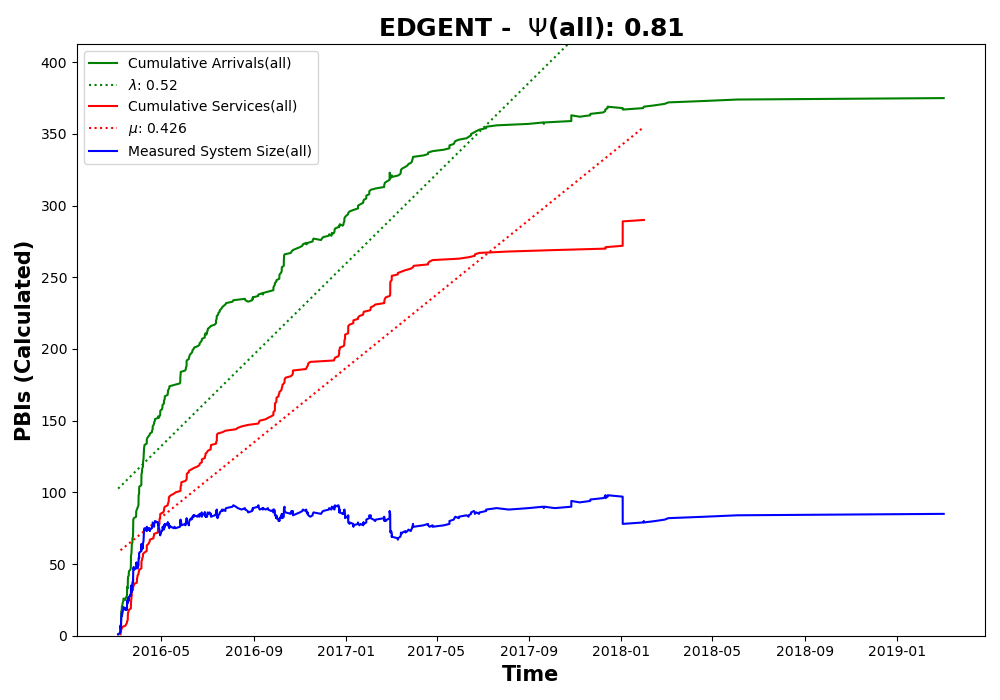 EDGENT - Ψ(all): 0.81
Cumulative Arrivals(all)
λ: 0.52
Cumulative Services(all)
μ: 0.426
Measured System Size(all)
PBIs (Calculated)
400
350
300
250
200
150
100
50
0
2016-05 2016-09 2017-01 2017-05 2017-09 2018-01 2018-05 2018-09 2019-01
Time